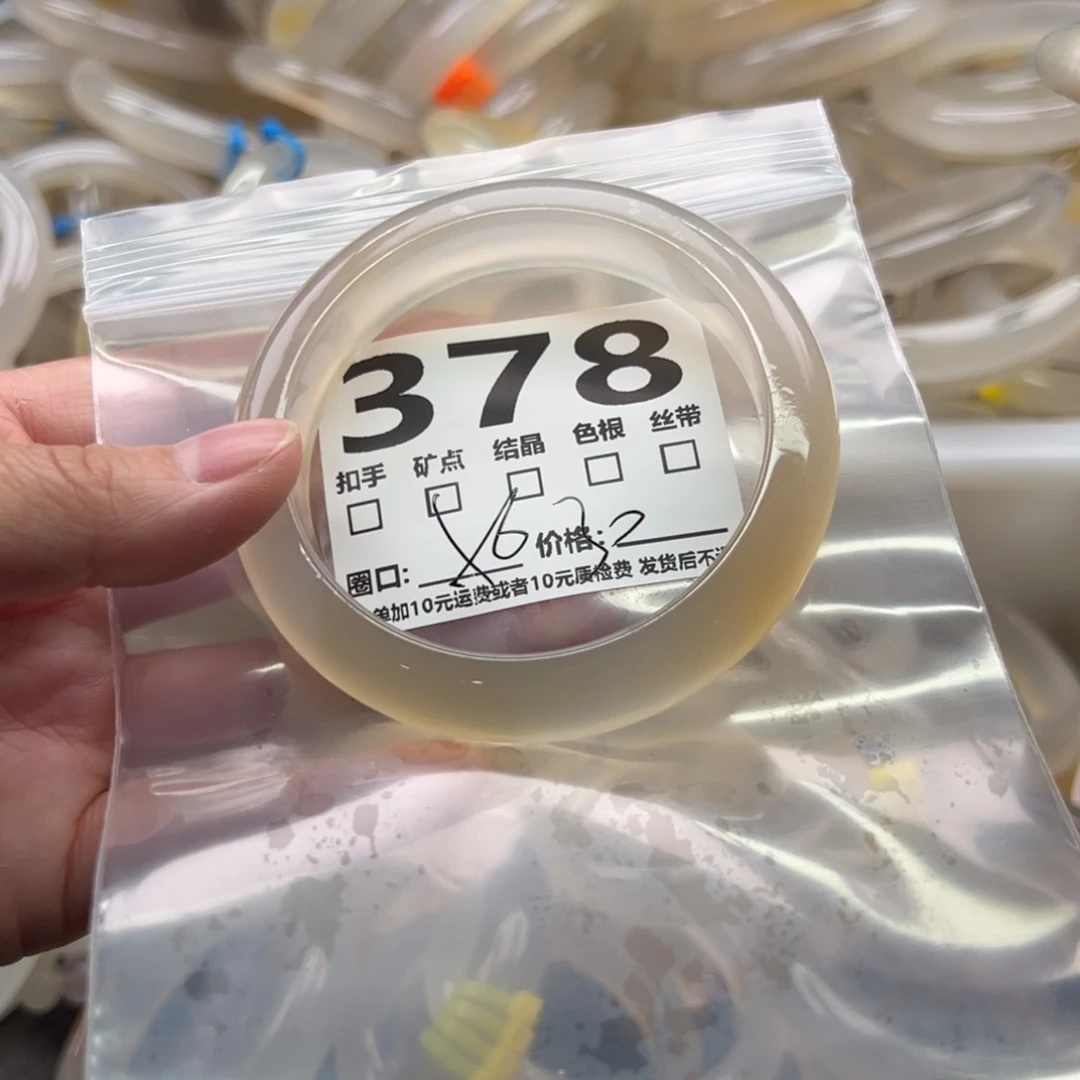 378
扣手 矿点 结晶 色根 丝带
圈口: 价格:
单加10元运费或者10元质检费 发货后不